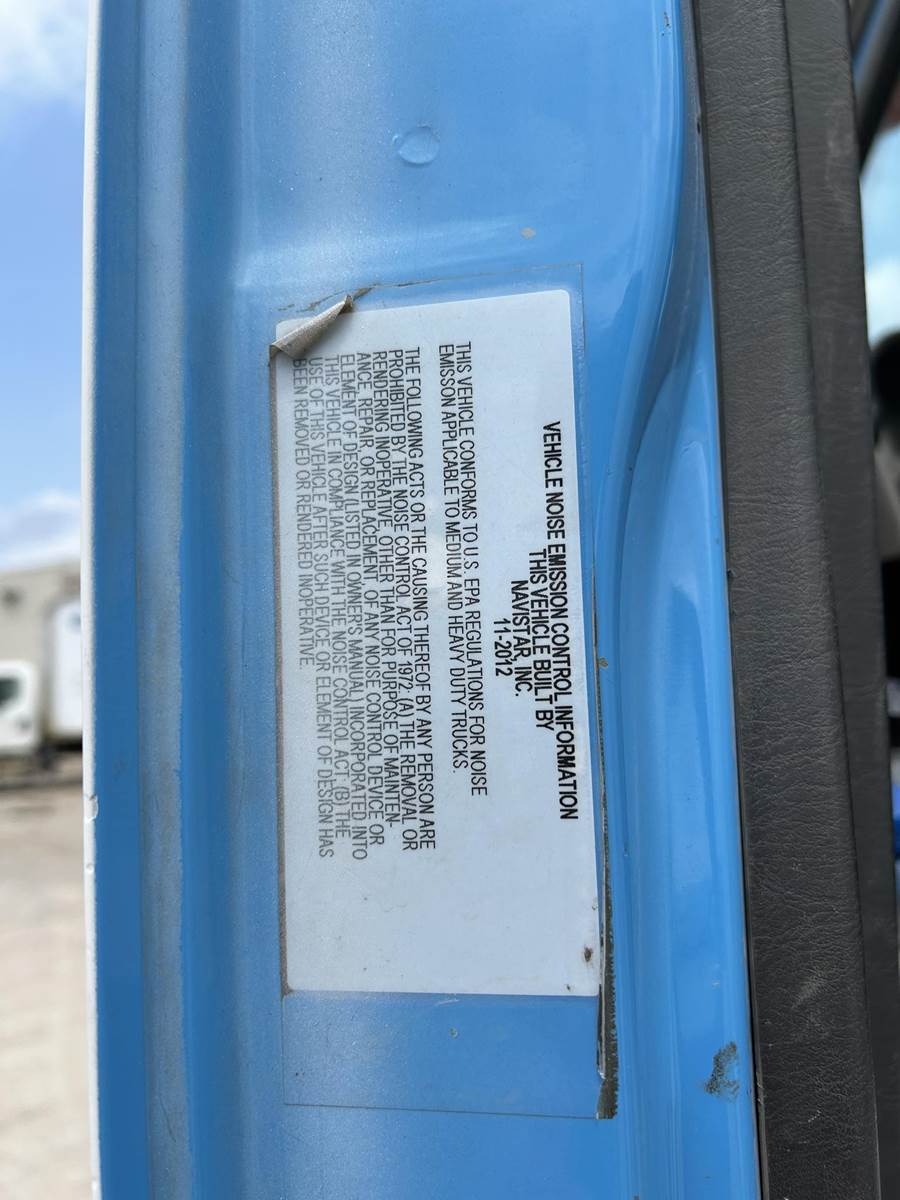 VEHICLE NOISE EMISSION CONTROL INFORMATION
THIS VEHICLE BUILT BY
NAVISTAR, INC.
11-2012
THIS VEHICLE CONFORMS TO U.S. EPA REGULATIONS FOR NOISE
EMISSON APPLICABLE TO MEDIUM AND HEAVY DUTY TRUCKS.
THE FOLLOWING ACTS OR THE CAUSING THEREOF BY ANY PERSON ARE
PROHIBITED BY THE NOISE CONTROL ACT OF 1972: (A) THE REMOVAL OR
RENDERING INOPERATIVE, OTHER THAN FOR PURPOSE OF MAINTEN-
ANCE, REPAIR, OR REPLACEMENT, OF ANY NOISE CONTROL DEVICE OR
ELEMENT OF DESIGN (LISTED IN OWNER'S MANUAL) INCORPORATED INTO
THIS VEHICLE IN COMPLIANCE WITH THE NOISE CONTROL ACT; (B) THE
USE OF THIS VEHICLE AFTER SUCH DEVICE OR ELEMENT OF DESIGN HAS
BEEN REMOVED OR RENDERED INOPERATIVE.